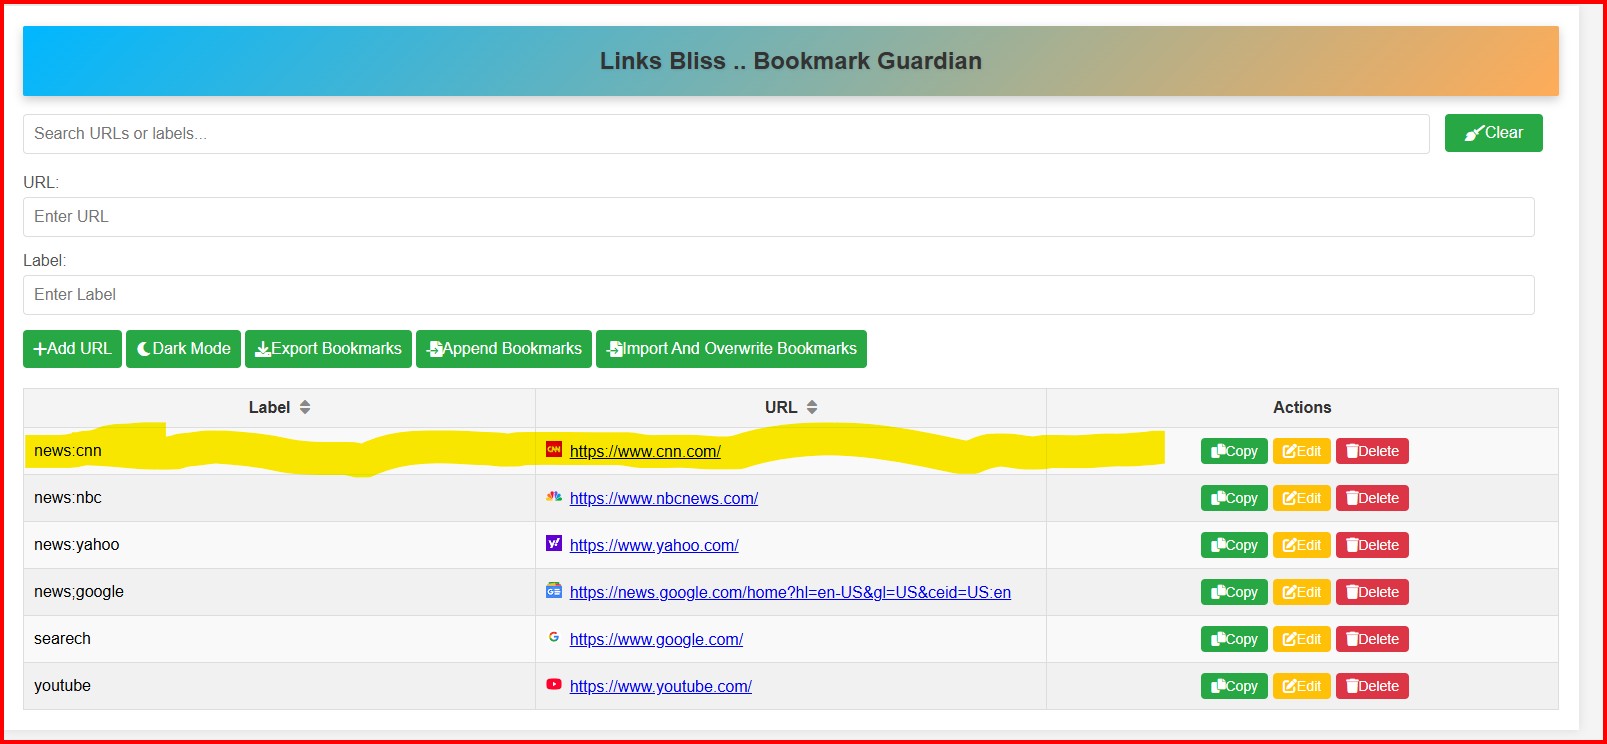 Links Bliss .. Bookmark Guardian
Search URLs or labels...
Clear
URL:
Enter URL
Label:
Enter Label
Add URL Dark Mode Export Bookmarks Append Bookmarks Import And Overwrite Bookmarks
Label URL Actions
news:cnn CNN https://www.cnn.com/ Copy Edit Delete
news:nbc https://www.nbcnews.com/ Copy Edit Delete
news:yahoo y! https://www.yahoo.com/ Copy Edit Delete
news;google G https://news.google.com/home?hl=en-US&gl=US&ceid=US:en Copy Edit Delete
searech G https://www.google.com/ Copy Edit Delete
youtube https://www.youtube.com/ Copy Edit Delete